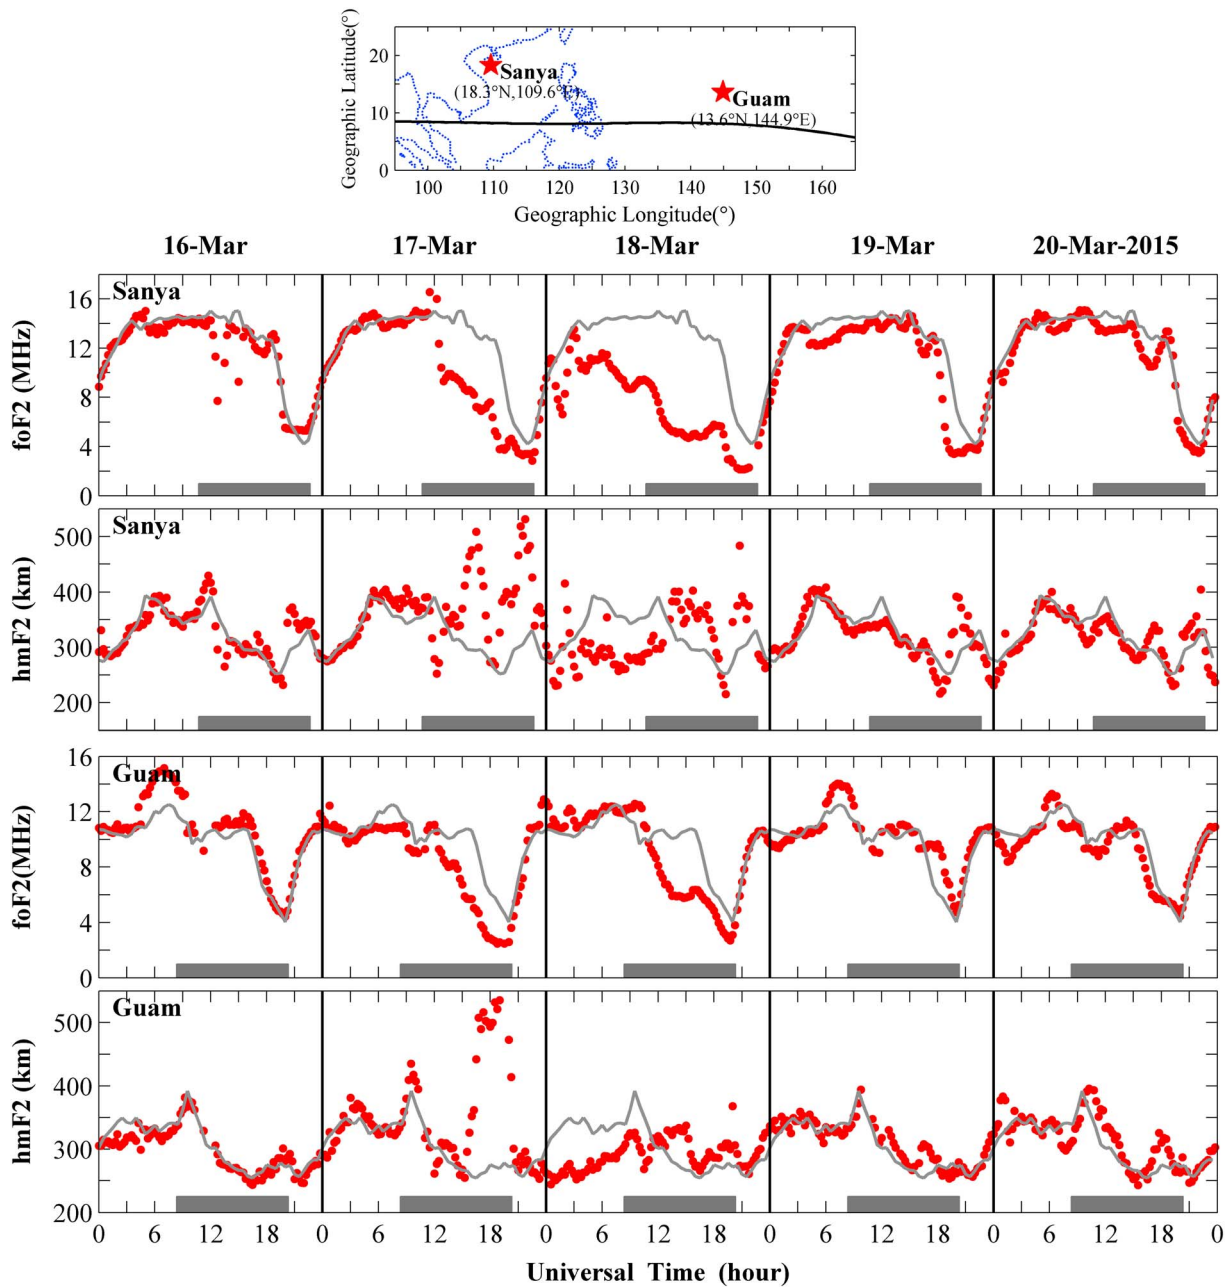 Geographic Latitude(°)
20
10
0
Sanya
(18.3°N,109.6°E)
Guam
(13.6°N,144.9°E)
100 110 120 130 140 150 160
Geographic Longitude(°)
16-Mar 17-Mar 18-Mar 19-Mar 20-Mar-2015
Sanya
foF2 (MHz)
16
12
8
4
0
Sanya
hmF2 (km)
500
400
300
200
Guam
foF2(MHz)
16
12
8
4
0
Guam
hmF2 (km)
500
400
300
200
0 6 12 18 0 6 12 18 0 6 12 18 0 6 12 18 0 6 12 18 0
Universal Time (hour)